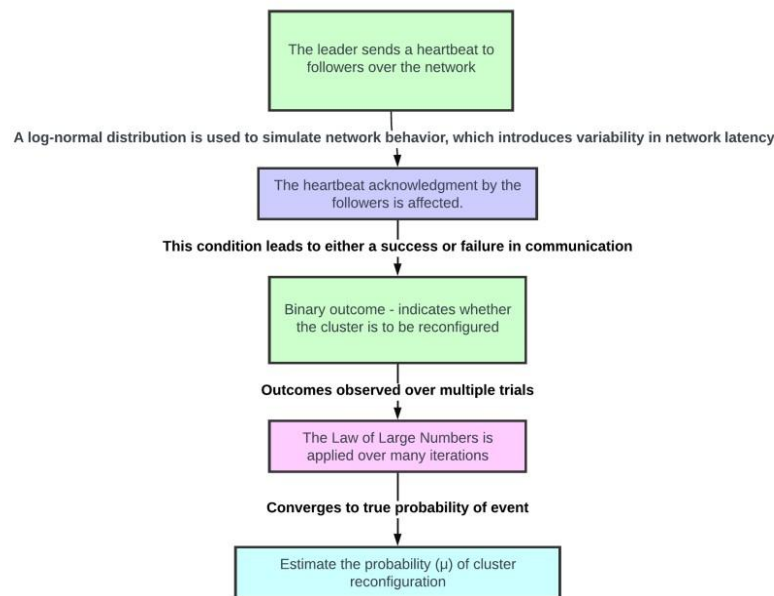 The leader sends a heartbeat to
followers over the network
A log-normal distribution is used to simulate network behavior, which introduces variability in network latency
The heartbeat acknowledgment by the
followers is affected.
This condition leads to either a success or failure in communication
Binary outcome - indicates whether
the cluster is to be reconfigured
Outcomes observed over multiple trials
The Law of Large Numbers is
applied over many iterations
Converges to true probability of event
Estimate the probability (μ) of cluster
reconfiguration